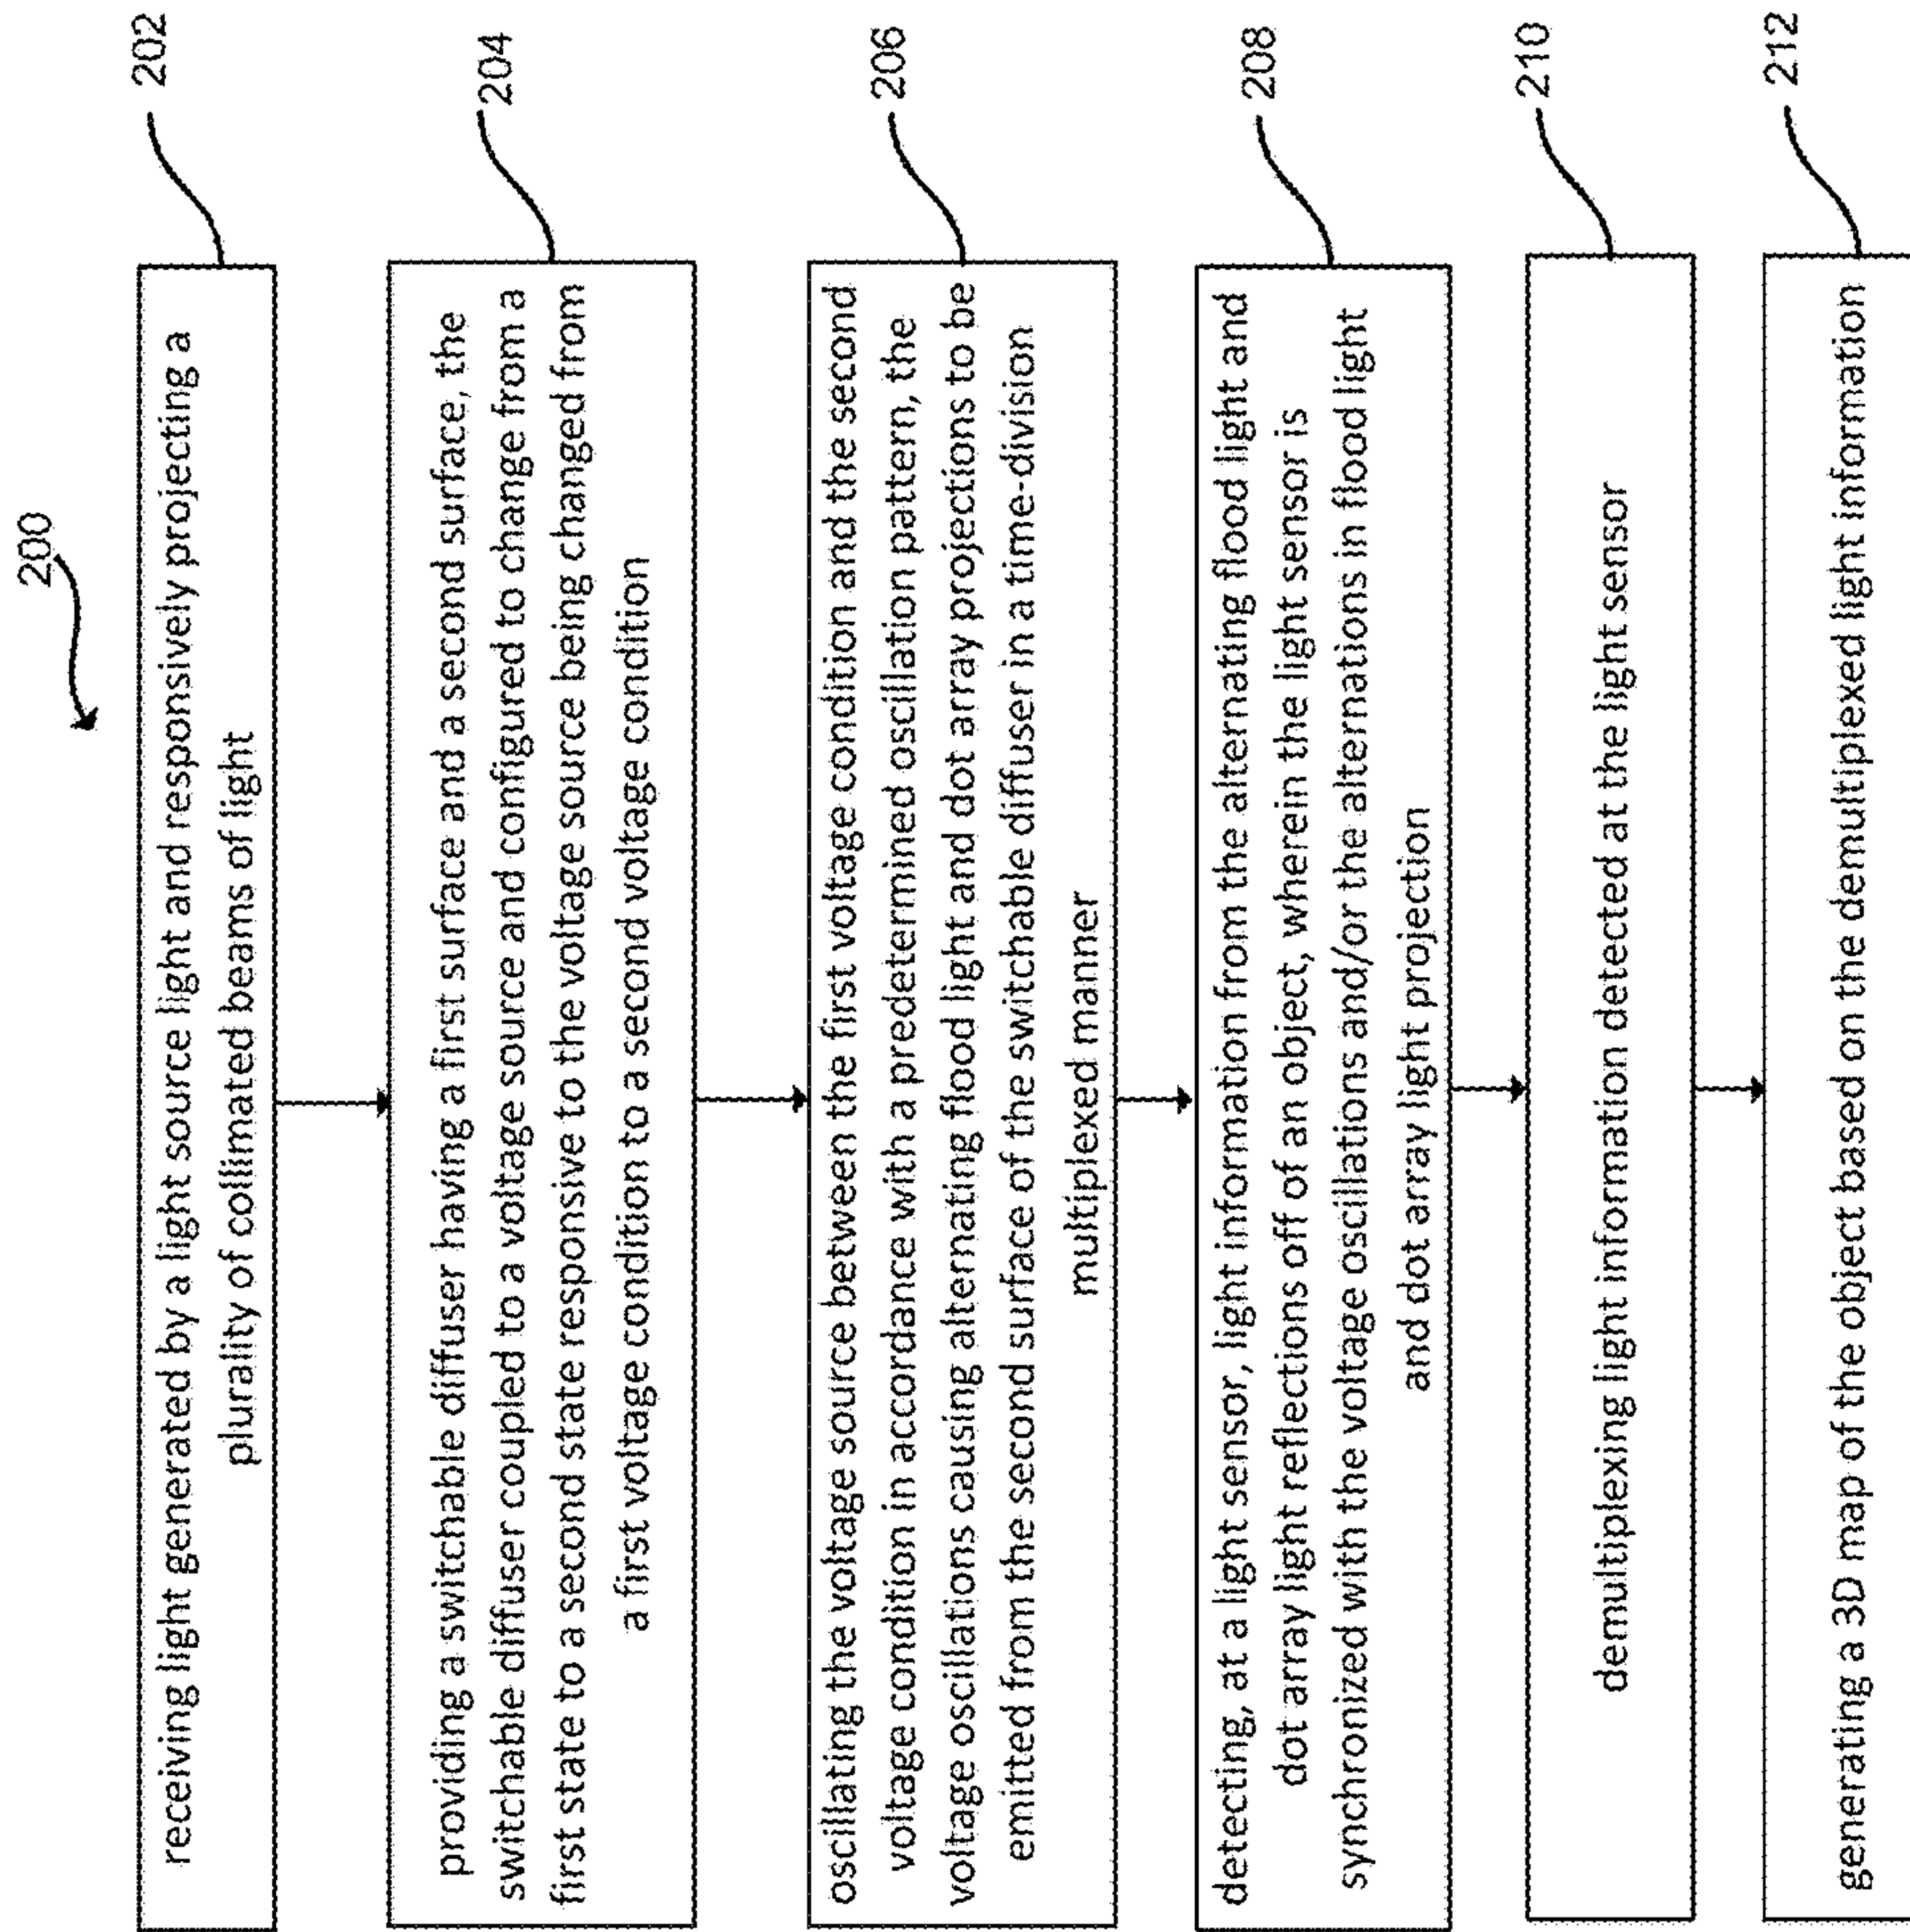 200
receiving light generated by a light source light and responsively projecting a
plurality of collimated beams of light
202
providing a switchable diffuser having a first surface and a second surface, the
switchable diffuser coupled to a voltage source and configured to change from a
first state to a second state responsive to the voltage source being changed from
a first voltage condition to a second voltage condition
204
oscillating the voltage source between the first voltage condition and the second
voltage condition in accordance with a predetermined oscillation pattern, the
voltage oscillations causing alternating flood light and dot array projections to be
emitted from the second surface of the switchable diffuser in a time-division
multiplexed manner
206
detecting, at a light sensor, light information from the alternating flood light and
dot array light reflections off of an object, wherein the light sensor is
synchronized with the voltage oscillations and/or the alternations in flood light
and dot array light projection
208
demultiplexing light information detected at the light sensor
210
generating a 3D map of the object based on the demultiplexed light information
212